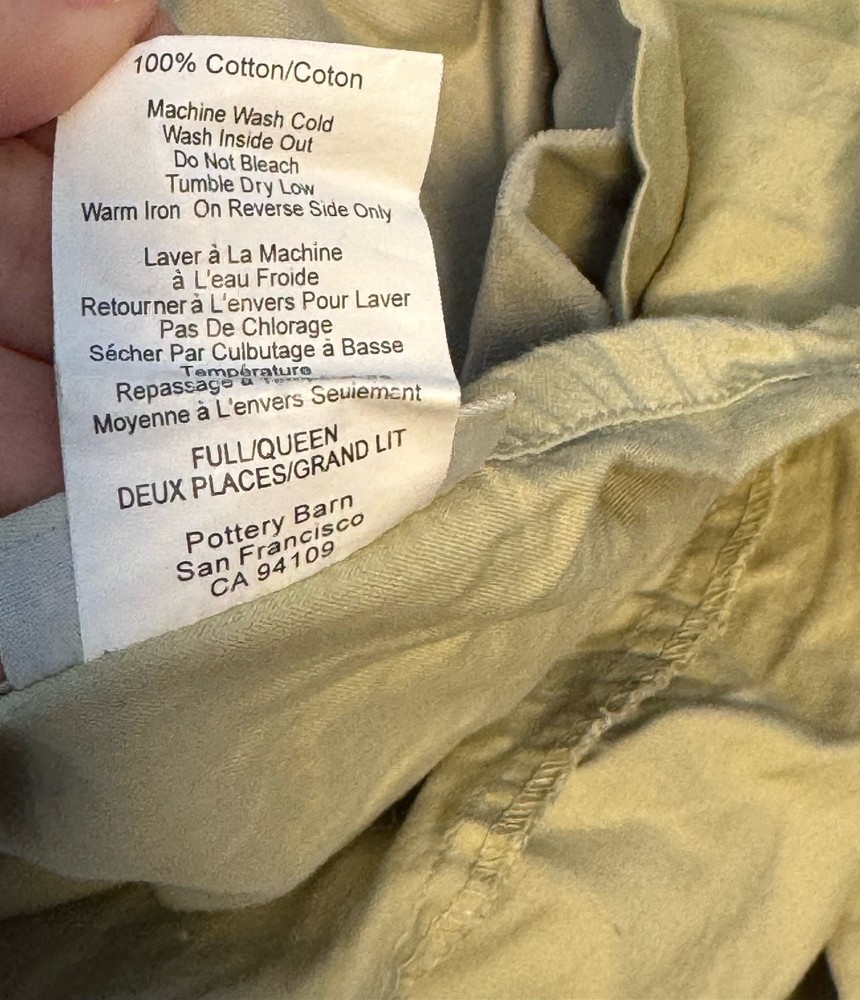 100% Cotton/Coton
Machine Wash Cold
Wash Inside Out
Do Not Bleach
Tumble Dry Low
Warm Iron On Reverse Side Only
Laver à La Machine
à L'eau Froide
Retourner à L'envers Pour Laver
Pas De Chlorage
Sécher Par Culbutage à Basse
Température
Repassage à
Moyenne à L'envers Seulement
FULL/QUEEN
DEUX PLACES/GRAND LIT
Pottery Barn
San Francisco
CA 94109